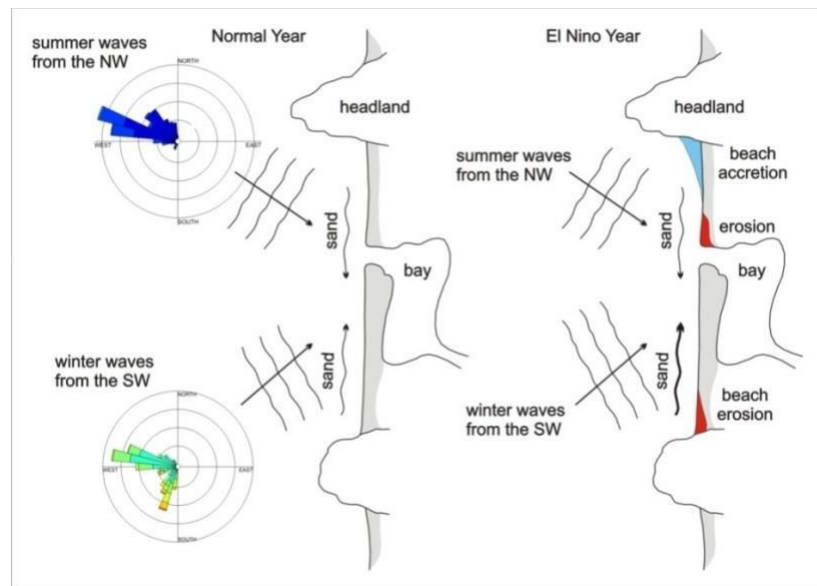 Normal Year
summer waves
from the NW
NORTH
WEST
EAST
SOUTH
headland
sand
bay
winter waves
from the SW
sand
NORTH
WEST
EAST
SOUTH
El Nino Year
headland
summer waves
from the NW
beach
accretion
sand
erosion
bay
winter waves
from the SW
sand
beach
erosion